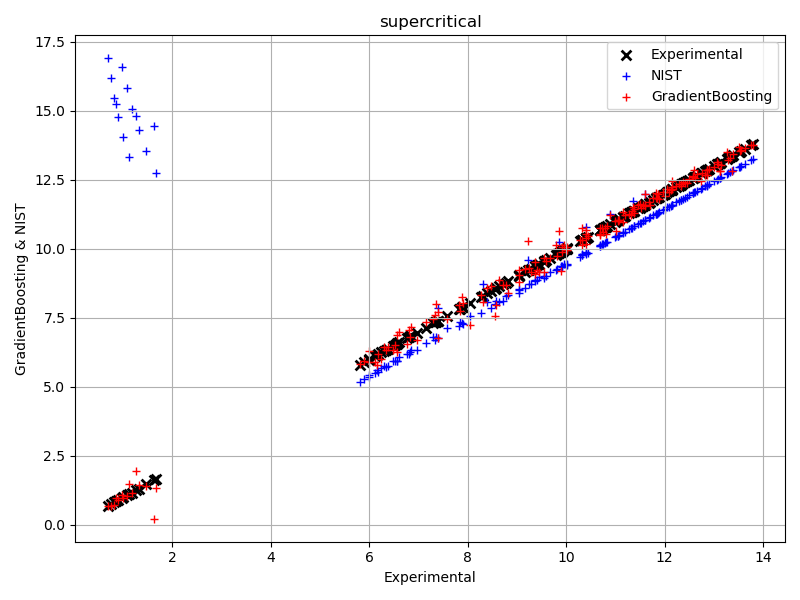 supercritical
Experimental
NIST
GradientBoosting
GradientBoosting & NIST
17.5
15.0
12.5
10.0
7.5
5.0
2.5
0.0
2 4 6 8 10 12 14
Experimental